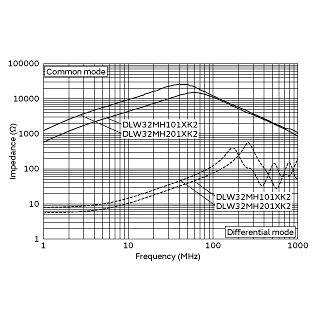 100000
Common mode
10000
DLW32MH101XK2
DLW32MH201XK2
1000
Impedance (Ω)
100
DLW32MH101XK2
DLW32MH201XK2
10
Differential mode
1
1 10 100 1000
Frequency (MHz)